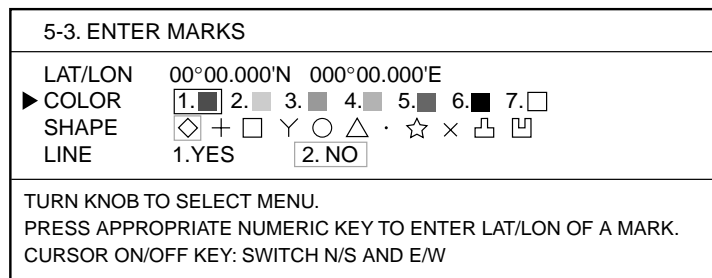 5-3. ENTER MARKS
LAT/LON 00°00.000'N 000°00.000'E
COLOR 1. 2. 3. 4. 5. 6. 7.
SHAPE
LINE 1.YES 2. NO
TURN KNOB TO SELECT MENU.
PRESS APPROPRIATE NUMERIC KEY TO ENTER LAT/LON OF A MARK.
CURSOR ON/OFF KEY: SWITCH N/S AND E/W